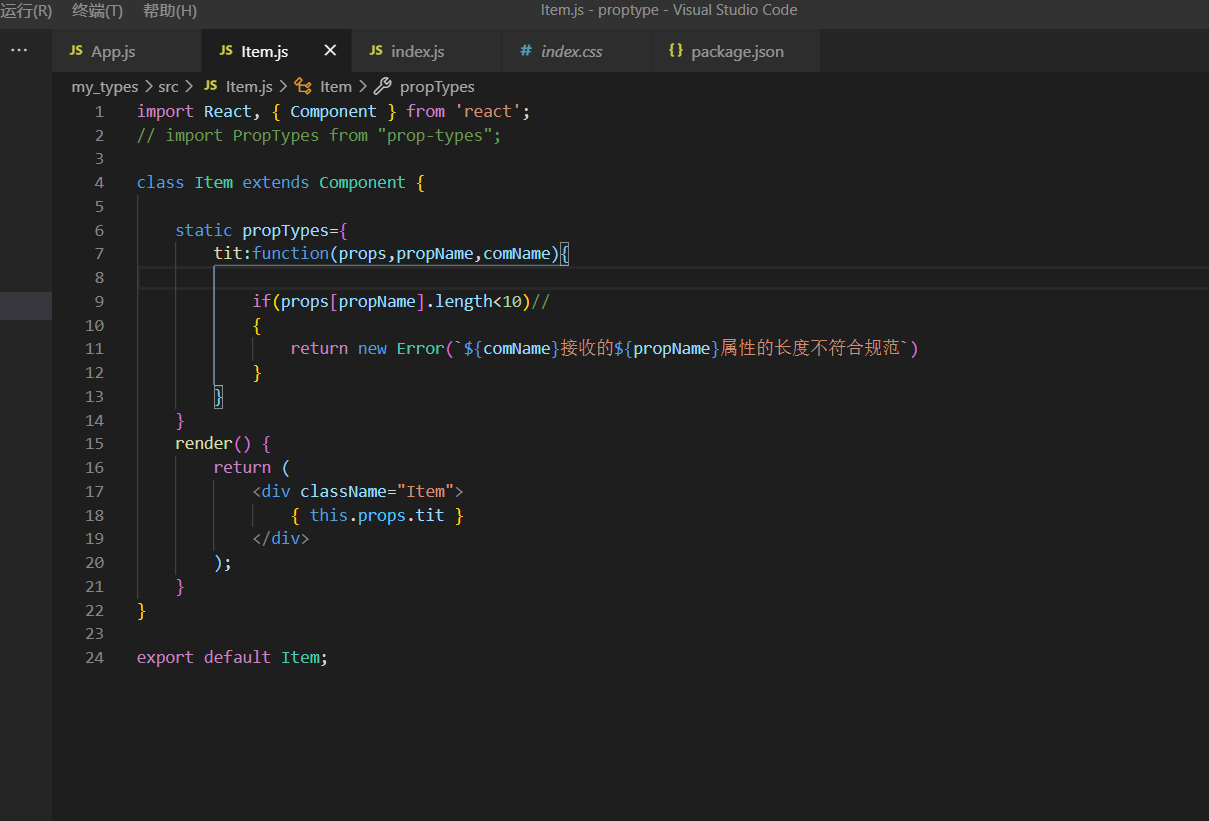 运行(R) 终端(T) 帮助(H) Item.js - proptype - Visual Studio Code
··· JS App.js JS Item.js × JS index.js # index.css {} package.json
my_types > src > JS Item.js > Item > propTypes
1 import React, { Component } from 'react';
2 // import PropTypes from "prop-types";
3
4 class Item extends Component {
5
6 static propTypes={
7 tit:function(props,propName,comName){
8
9 if(props[propName].length<10)//
10 {
11 return new Error(`${comName}接收的${propName}属性的长度不符合规范`)
12 }
13 }
14 }
15 render() {
16 return (
17 <div className="Item">
18 { this.props.tit }
19 </div>
20 );
21 }
22 }
23
24 export default Item;